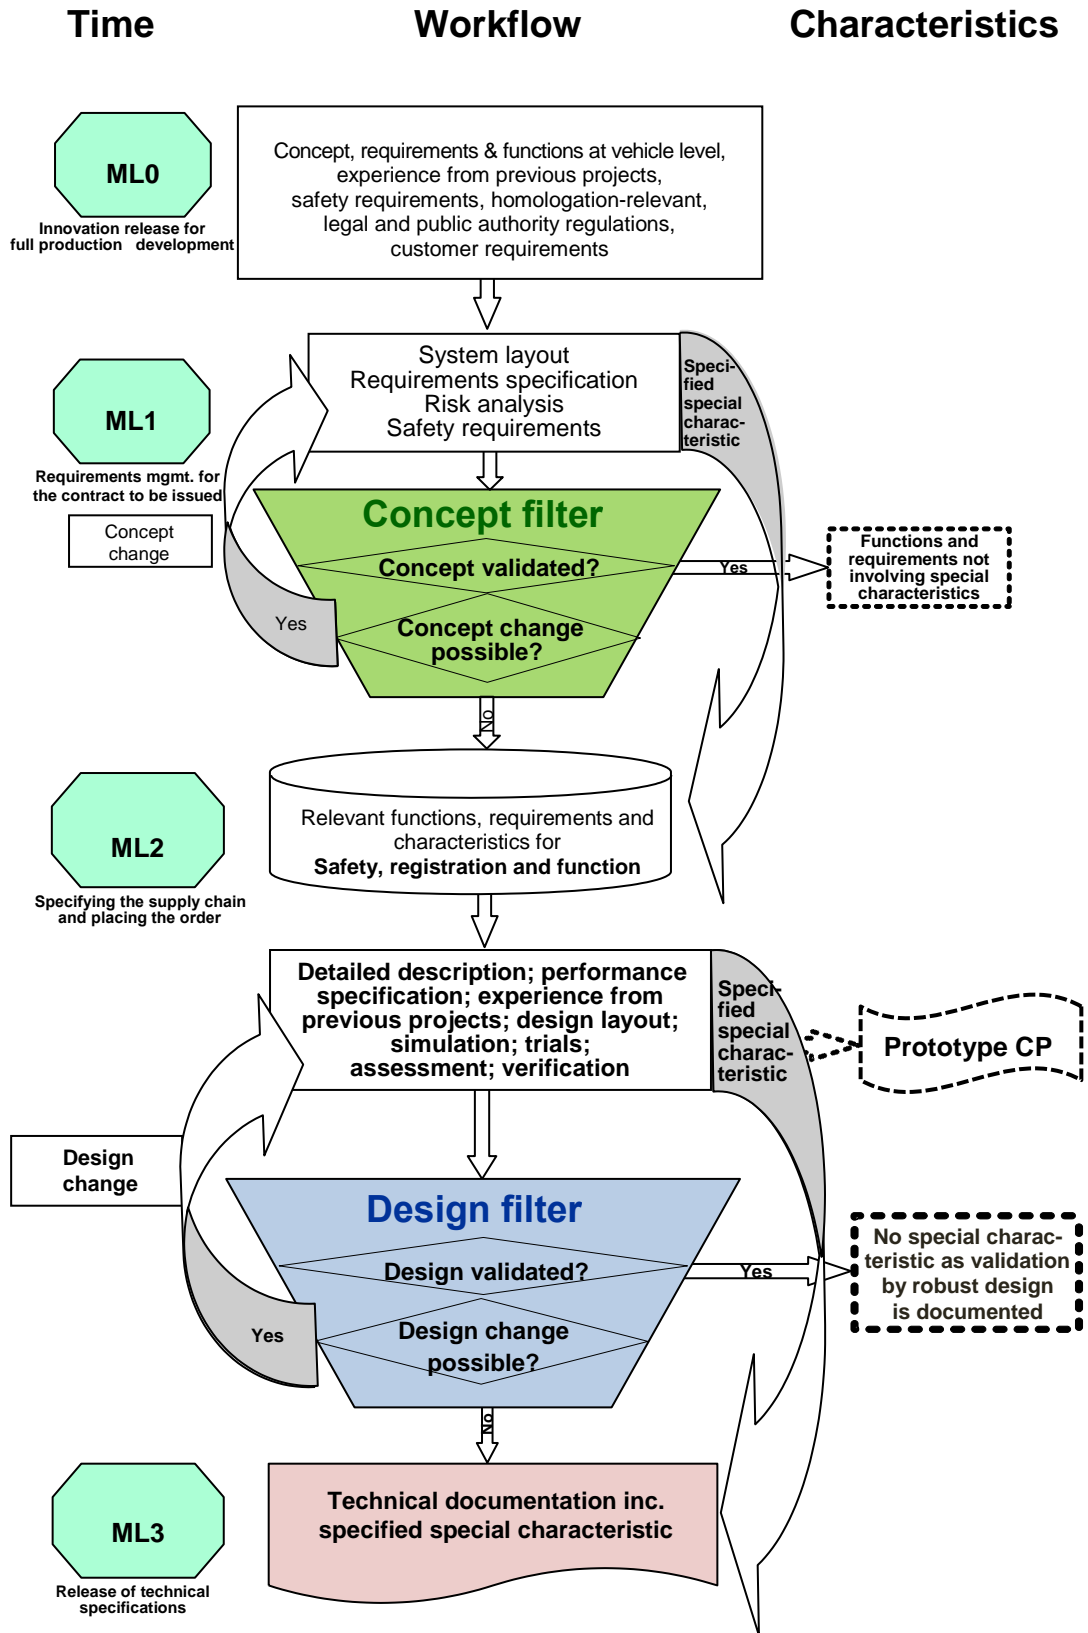 Time
Workflow
Characteristics
ML0
Innovation release for
full production development
Concept, requirements & functions at vehicle level,
experience from previous projects,
safety requirements, homologation-relevant,
legal and public authority regulations,
customer requirements
ML1
Requirements mgmt. for
the contract to be issued
Concept
change
System layout
Requirements specification
Risk analysis
Safety requirements
Speci-
fied
special
charac-
teristic
Concept filter
Concept validated?
Yes
Functions and
requirements not
involving special
characteristics
Yes
Concept change
possible?
No
ML2
Specifying the supply chain
and placing the order
Relevant functions, requirements and
characteristics for
Safety, registration and function
Detailed description; performance
specification; experience from
previous projects; design layout;
simulation; trials;
assessment; verification
Speci-
fied
special
charac-
teristic
Prototype CP
Design
change
Design filter
Design validated?
Yes
No special charac-
teristic as validation
by robust design
is documented
Yes
Design change
possible?
No
ML3
Release of technical
specifications
Technical documentation inc.
specified special characteristic